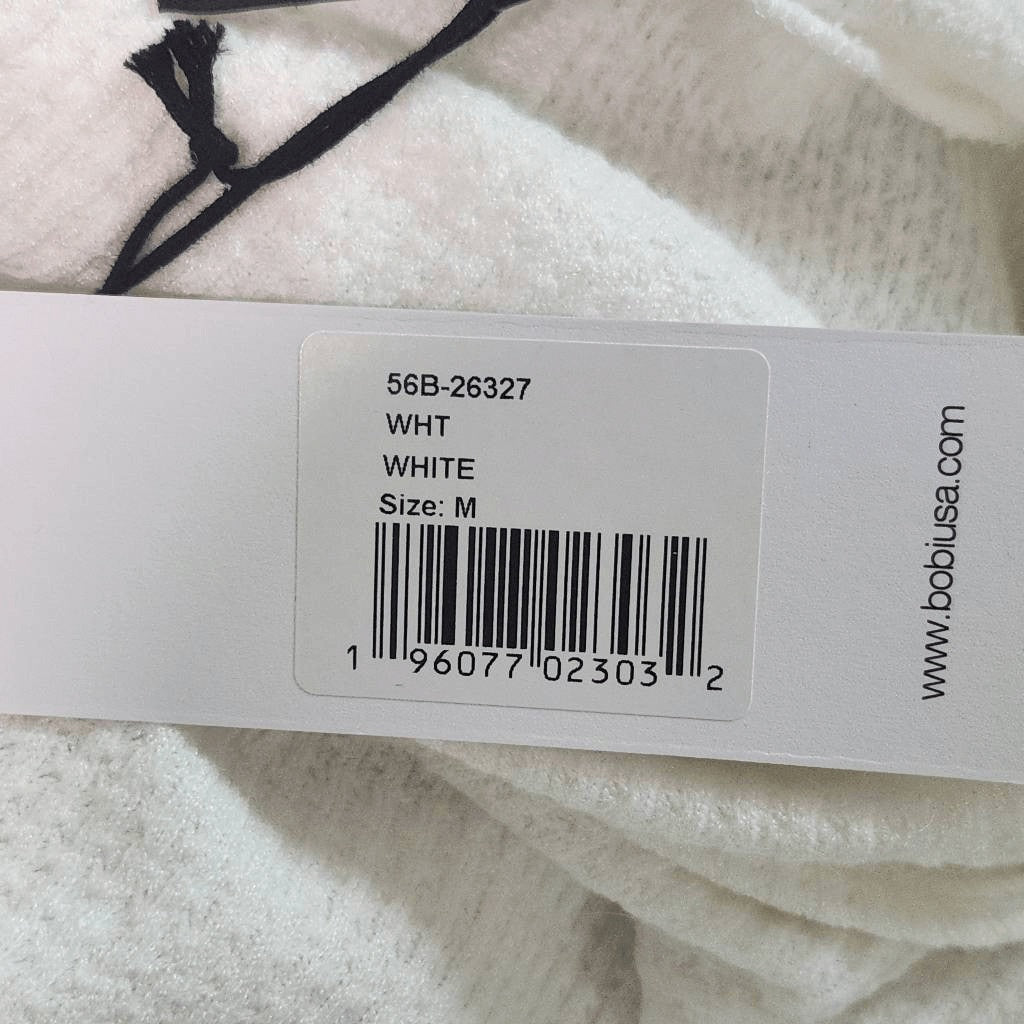 56B-26327
WHT
WHITE
Size: M
1 96077 02303 2
www.bobiusa.com